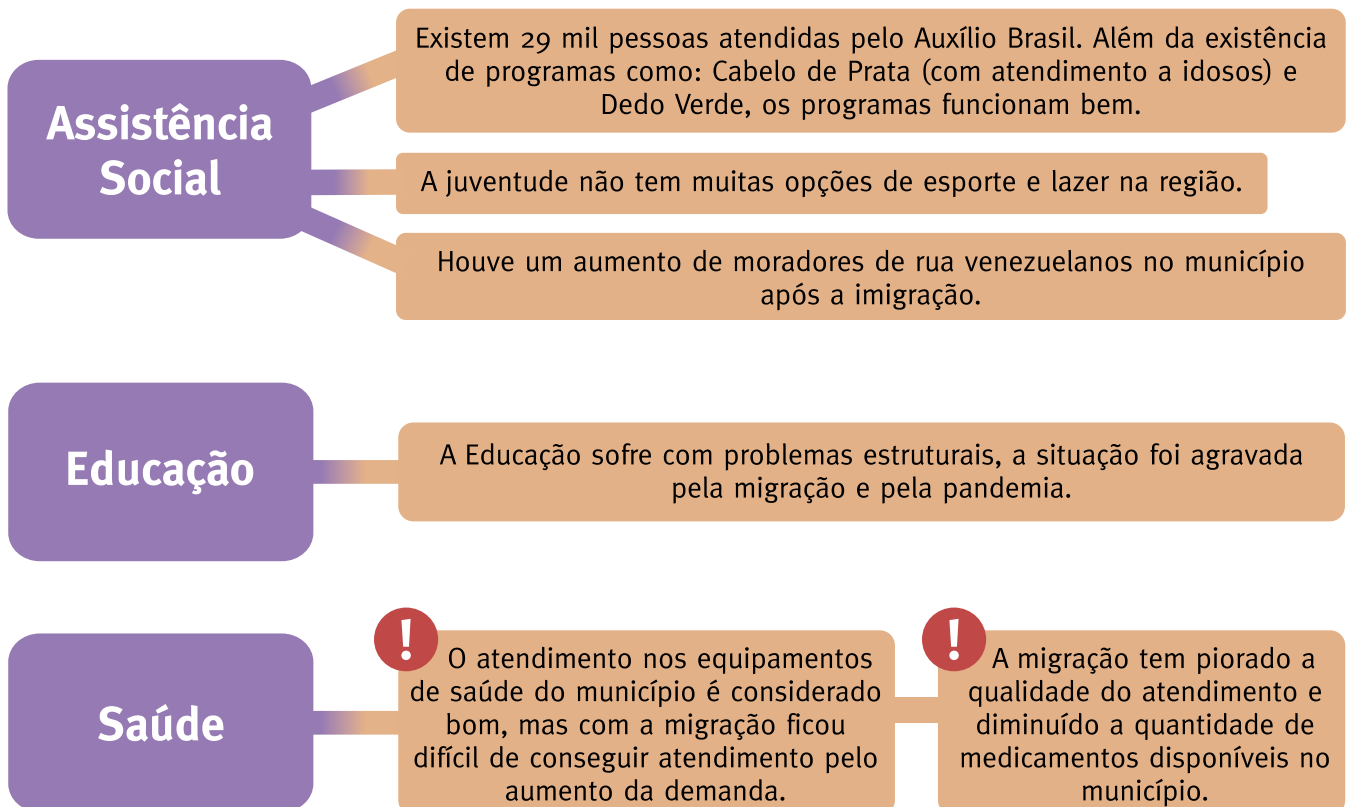 Assistência
Social
Existem 29 mil pessoas atendidas pelo Auxílio Brasil. Além da existência
de programas como: Cabelo de Prata (com atendimento a idosos) e
Dedo Verde, os programas funcionam bem.
A juventude não tem muitas opções de esporte e lazer na região.
Houve um aumento de moradores de rua venezuelanos no município
após a imigração.
Educação
A Educação sofre com problemas estruturais, a situação foi agravada
pela migração e pela pandemia.
Saúde
!
O atendimento nos equipamentos
de saúde do município é considerado
bom, mas com a migração ficou
difícil de conseguir atendimento pelo
aumento da demanda.
!
A migração tem piorado a
qualidade do atendimento e
diminuído a quantidade de
medicamentos disponíveis no
município.